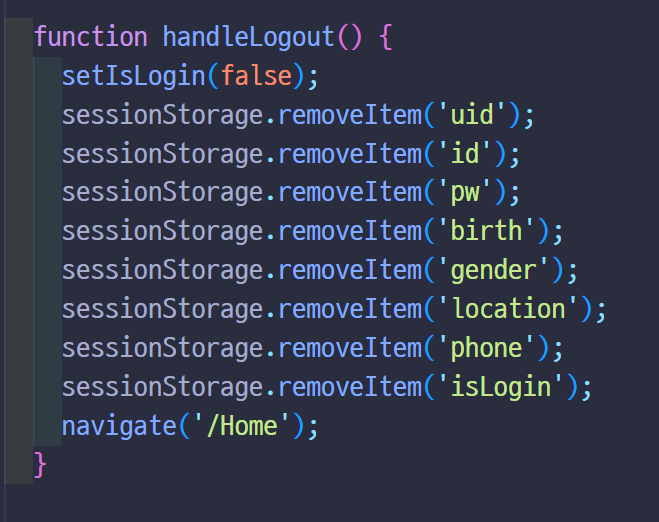 function handleLogout() {
setIsLogin(false);
sessionStorage.removeItem('uid');
sessionStorage.removeItem('id');
sessionStorage.removeItem('pw');
sessionStorage.removeItem('birth');
sessionStorage.removeItem('gender');
sessionStorage.removeItem('location');
sessionStorage.removeItem('phone');
sessionStorage.removeItem('isLogin');
navigate('/Home');
}